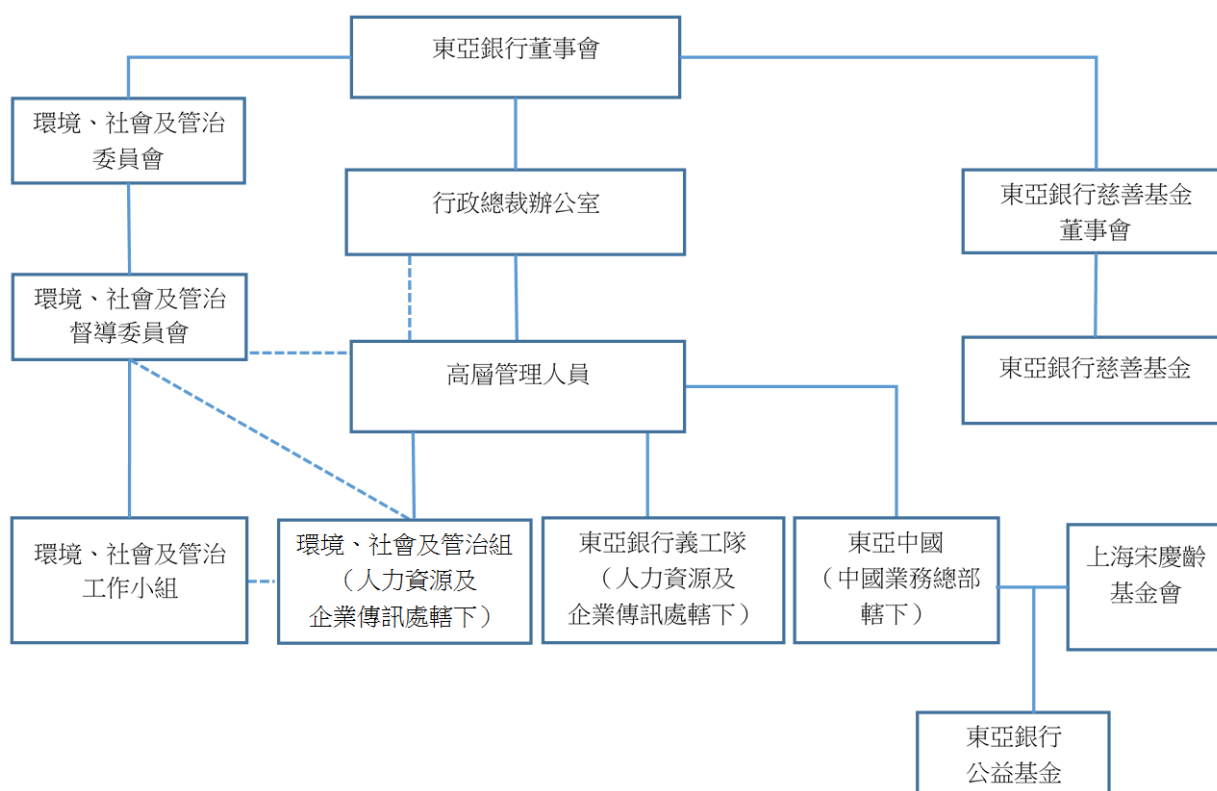 東亞銀行董事會
環境、社會及管治
委員會
行政總裁辦公室
東亞銀行慈善基金
董事會
環境、社會及管治
督導委員會
高層管理人員
東亞銀行慈善基金
環境、社會及管治
工作小組
環境、社會及管治組
（人力資源及
企業傳訊處轄下）
東亞銀行義工隊
（人力資源及
企業傳訊處轄下）
東亞中國
（中國業務總部
轄下）
上海宋慶齡
基金會
東亞銀行
公益基金